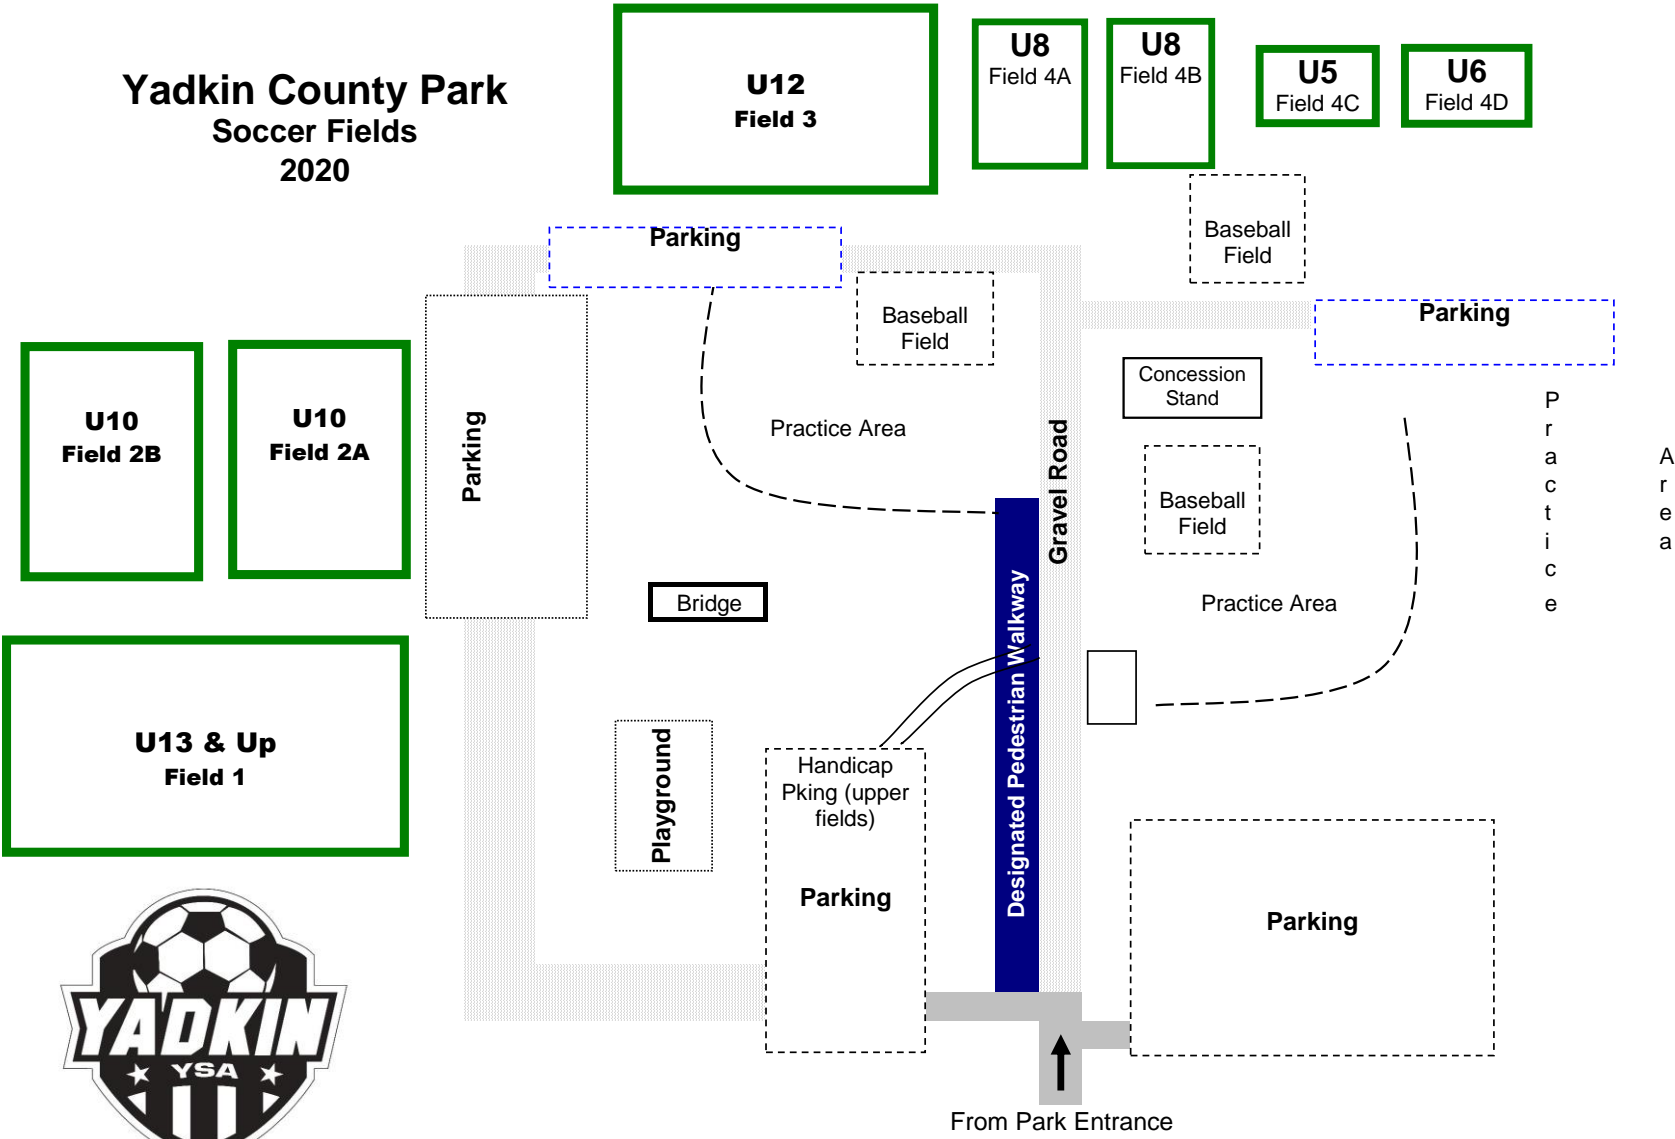 Yadkin County Park
Soccer Fields
2020
U12
Field 3
U8
Field 4A
U8
Field 4B
U5
Field 4C
U6
Field 4D
Parking
Baseball
Field
Baseball
Field
Parking
Concession
Stand
U10
Field 2B
U10
Field 2A
Parking
Practice Area
Gravel Road
Baseball
Field
Practice
Area
Bridge
Practice Area
Designated Pedestrian Walkway
U13 & Up
Field 1
Playground
Handicap
Pking (upper
fields)
Parking
Parking
YADKIN
YSA
From Park Entrance